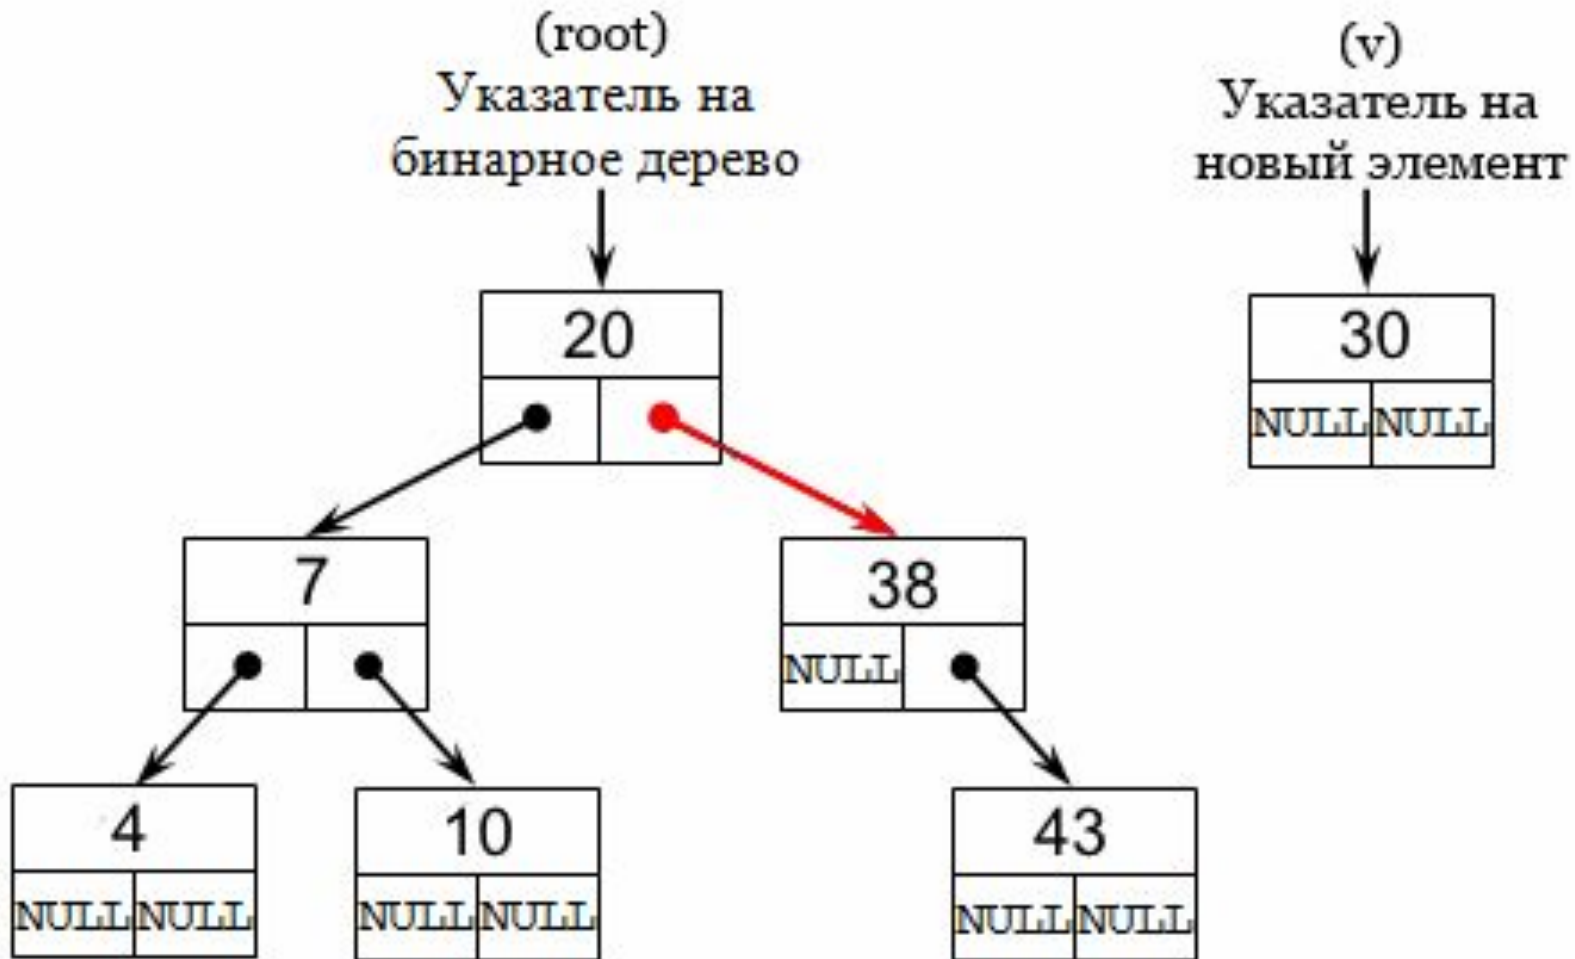 (root)
Указатель на
бинарное дерево
(v)
Указатель на
новый элемент
20
30
NULL NULL
7
38
NULL
4
10
43
NULL NULL
NULL NULL
NULL NULL